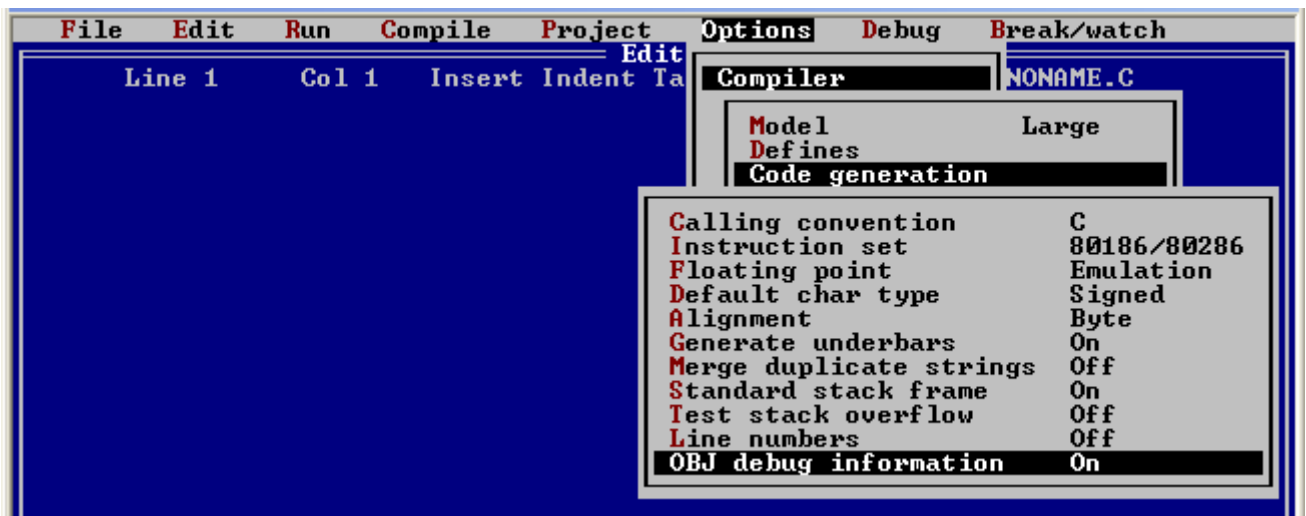 File Edit Run Compile Project Options Debug Break/watch
Edit
Line 1 Col 1 Insert Indent Ta Compiler NONAME.C
Model Large
Defines
Code generation
Calling convention C
Instruction set 80186/80286
Floating point Emulation
Default char type Signed
Alignment Byte
Generate underbars On
Merge duplicate strings Off
Standard stack frame On
Test stack overflow Off
Line numbers Off
OBJ debug information On